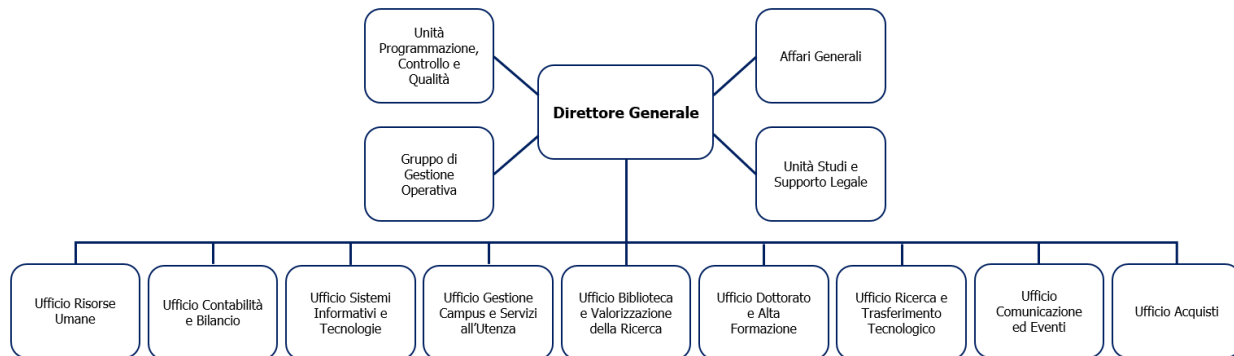 Unità
Programmazione,
Controllo e
Qualità
Affari Generali
Direttore Generale
Gruppo di
Gestione
Operativa
Unità Studi e
Supporto Legale
Ufficio Risorse
Umane
Ufficio Contabilità
e Bilancio
Ufficio Sistemi
Informativi e
Tecnologie
Ufficio Gestione
Campus e Servizi
all’Utenza
Ufficio Biblioteca
e Valorizzazione
della Ricerca
Ufficio Dottorato
e Alta
Formazione
Ufficio Ricerca e
Trasferimento
Tecnologico
Ufficio
Comunicazione
ed Eventi
Ufficio Acquisti